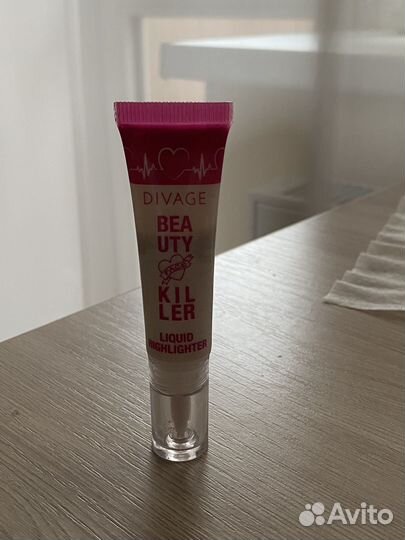 DIVAGE
BEA
UTY
KIL
LER
LIQUID
HIGHLIGHTER
Avito